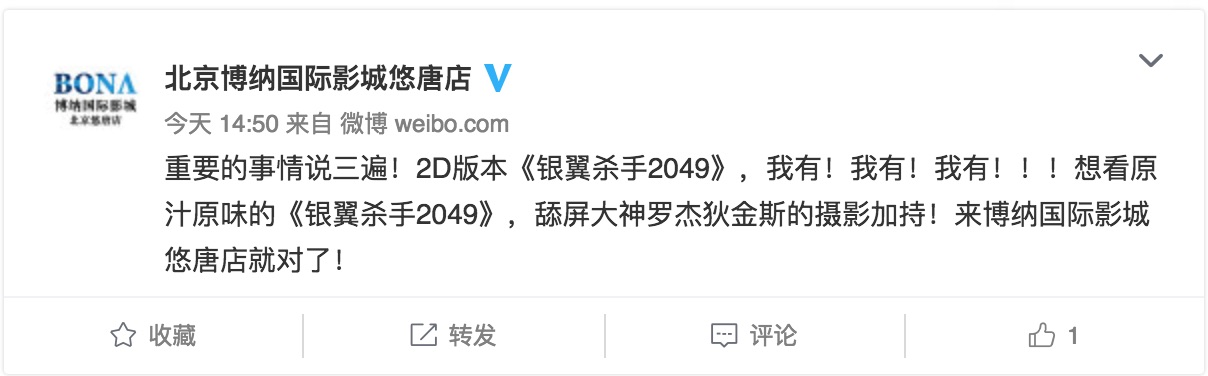 BONA
博纳国际影城
北京悠唐店
北京博纳国际影城悠唐店
今天 14:50 来自 微博 weibo.com
重要的事情说三遍！2D版本《银翼杀手2049》，我有！我有！我有！！！想看原
汁原味的《银翼杀手2049》，舔屏大神罗杰狄金斯的摄影加持！来博纳国际影城
悠唐店就对了！
收藏
转发
评论
1